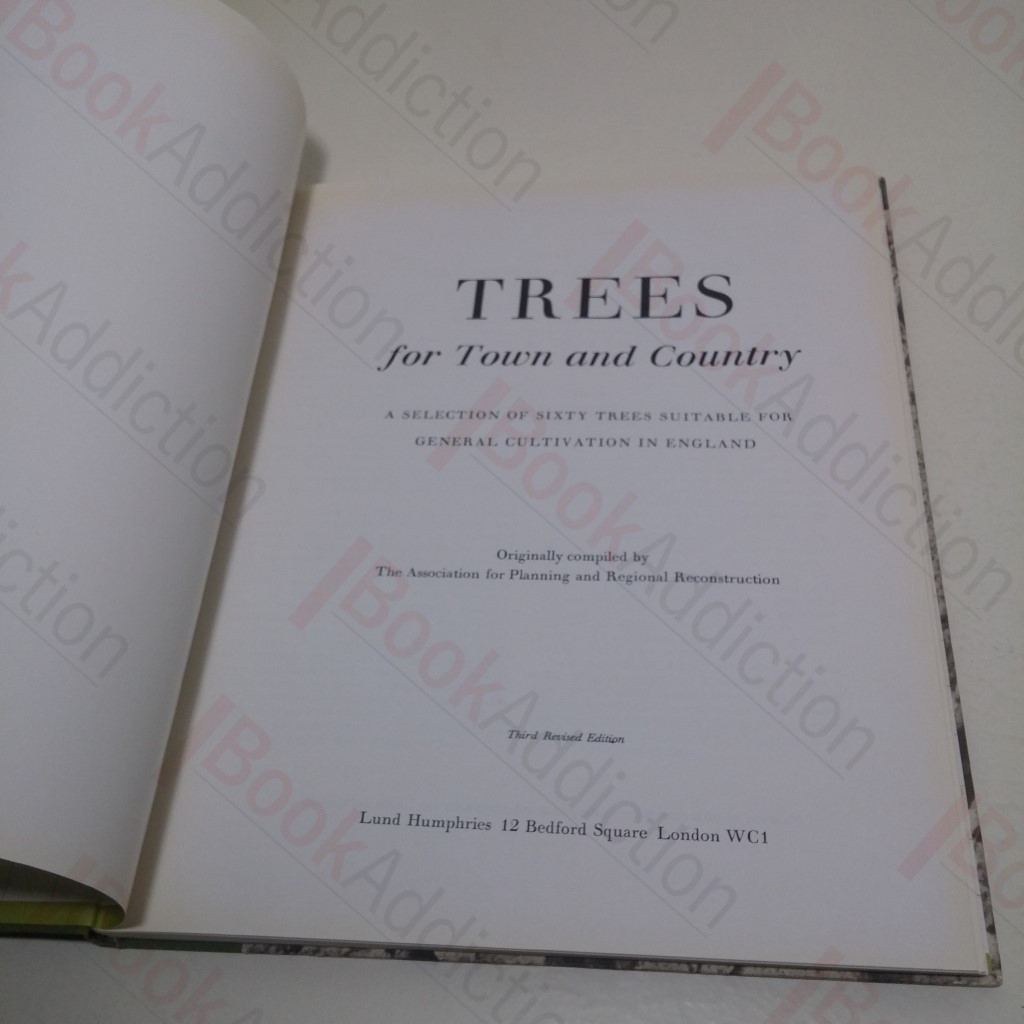 TREES
for Town and Country
A SELECTION OF SIXTY TREES SUITABLE FOR
GENERAL CULTIVATION IN ENGLAND
Originally compiled by
The Association for Planning and Regional Reconstruction
Third Revised Edition
Lund Humphries 12 Bedford Square London WC1
BookAddiction